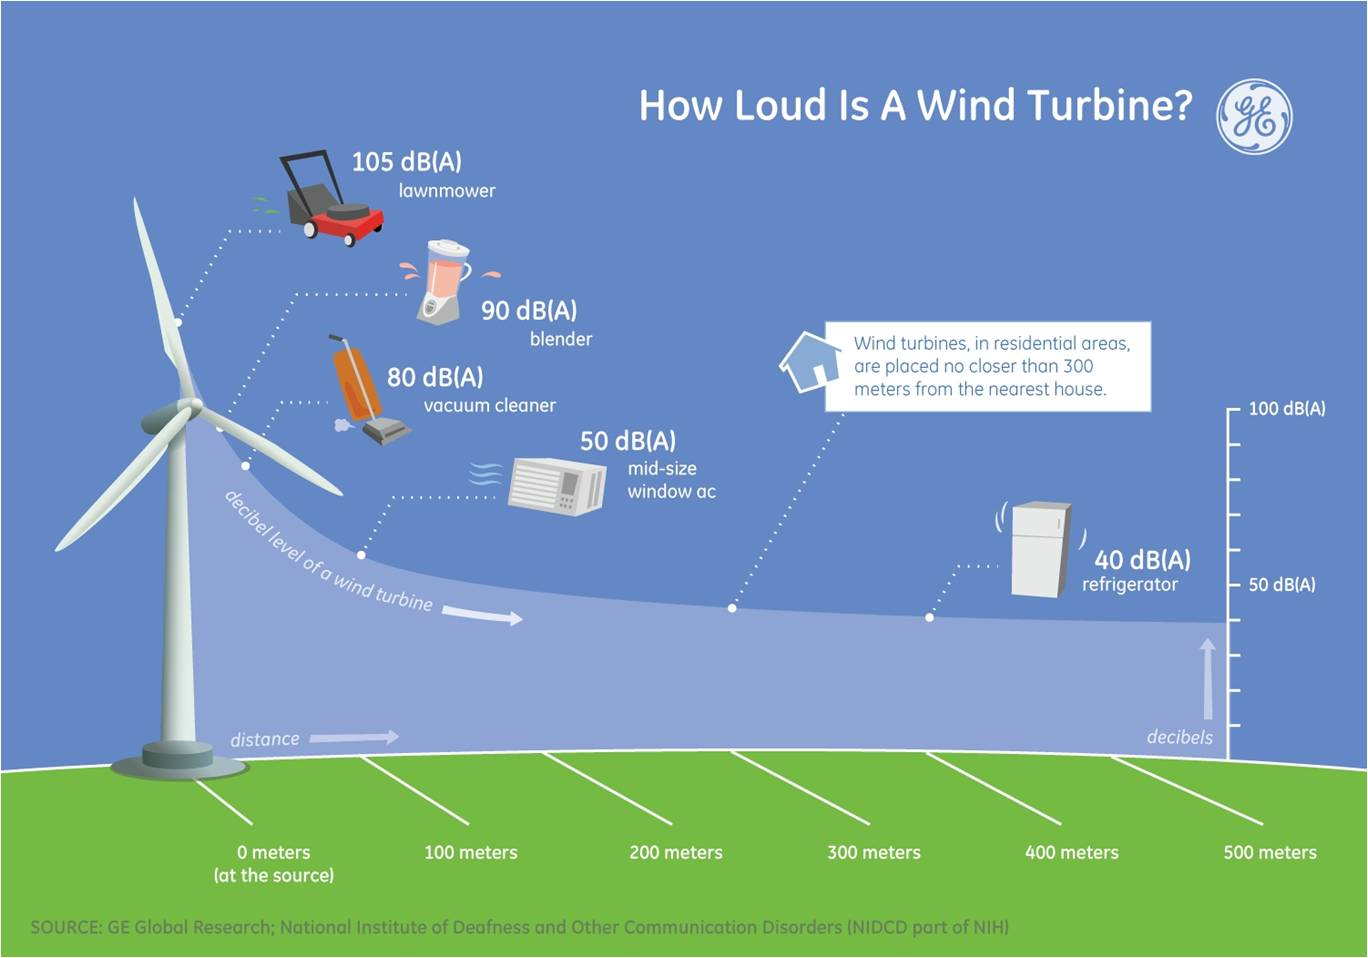 How Loud Is A Wind Turbine?
GE
105 dB(A)
lawnmower
90 dB(A)
blender
80 dB(A)
vacuum cleaner
50 dB(A)
mid-size
window ac
Wind turbines, in residential areas,
are placed no closer than 300
meters from the nearest house.
100 dB(A)
40 dB(A)
refrigerator
50 dB(A)
decibel level of a wind turbine
distance
decibels
0 meters
(at the source)
100 meters
200 meters
300 meters
400 meters
500 meters
SOURCE: GE Global Research; National Institute of Deafness and Other Communication Disorders (NIDCD part of NIH)